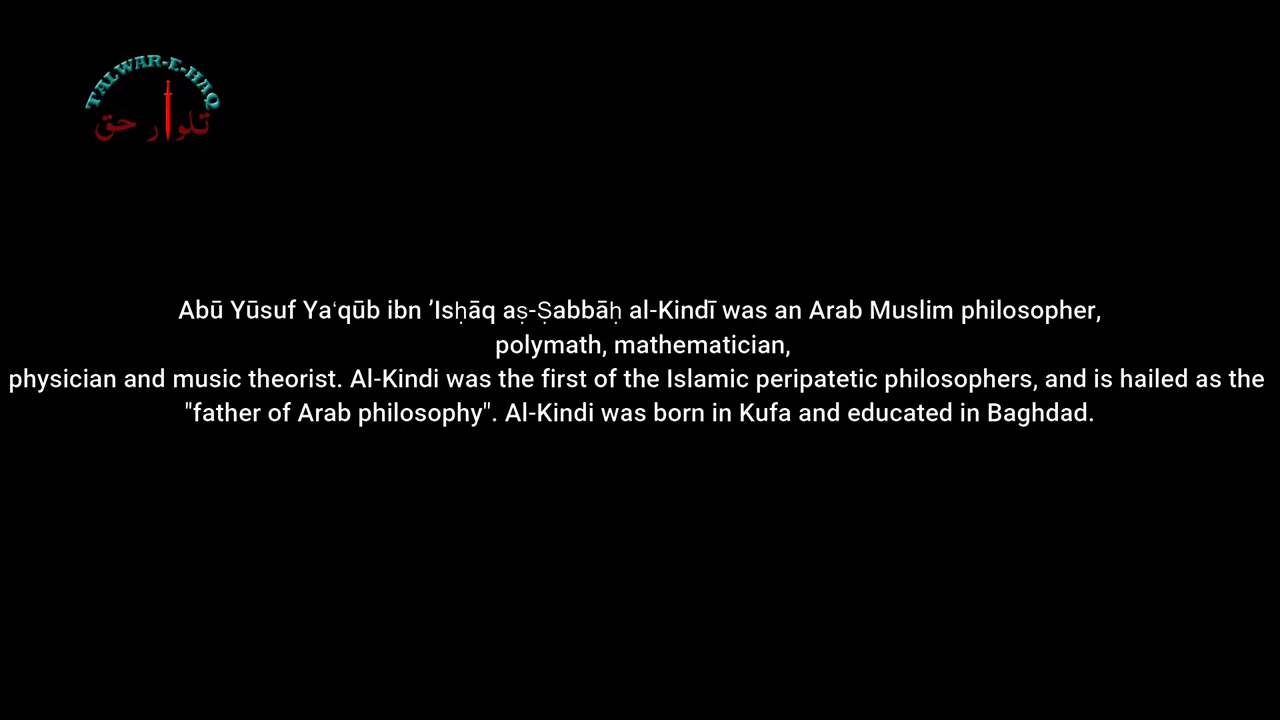 TALWAR-E-HAQ
تلوار حق
Abū Yūsuf Yaʻqūb ibn ʼIsḥāq aṣ-Ṣabbāḥ al-Kindī was an Arab Muslim philosopher,
polymath, mathematician,
physician and music theorist. Al-Kindi was the first of the Islamic peripatetic philosophers, and is hailed as the
"father of Arab philosophy". Al-Kindi was born in Kufa and educated in Baghdad.